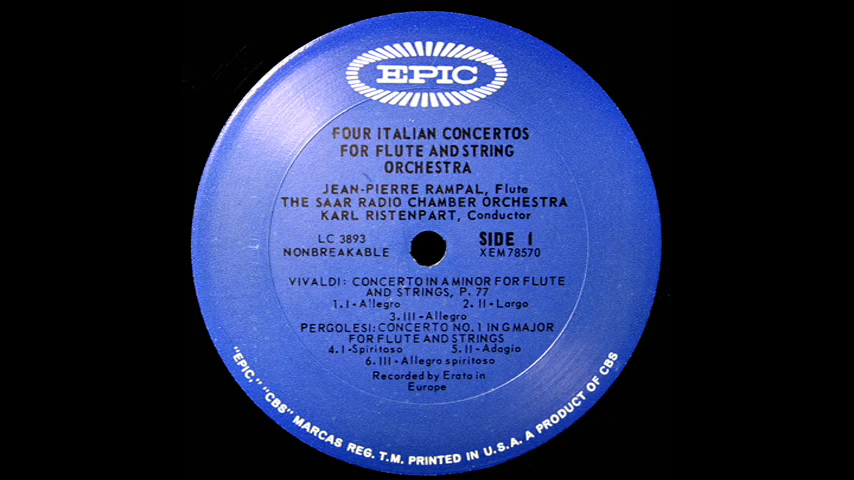 EPIC
FOUR ITALIAN CONCERTOS
FOR FLUTE AND STRING
ORCHESTRA
JEAN-PIERRE RAMPAL, Flute
THE SAAR RADIO CHAMBER ORCHESTRA
KARL RISTENPART, Conductor
LC 3893 SIDE 1
NONBREAKABLE XEM78570
VIVALDI: CONCERTO IN A MINOR FOR FLUTE
AND STRINGS, P. 77
1. I-Allegro 2. II-Largo
3. III-Allegro
PERGOLESI: CONCERTO NO. 1 IN G MAJOR
FOR FLUTE AND STRINGS
4. I-Spiritoso 5. II-Adagio
6. III-Allegro spiritoso
Recorded by Erato in
Europe
"EPIC," "CBS" MARCAS REG. T.M. PRINTED IN U.S.A. A PRODUCT OF CBS